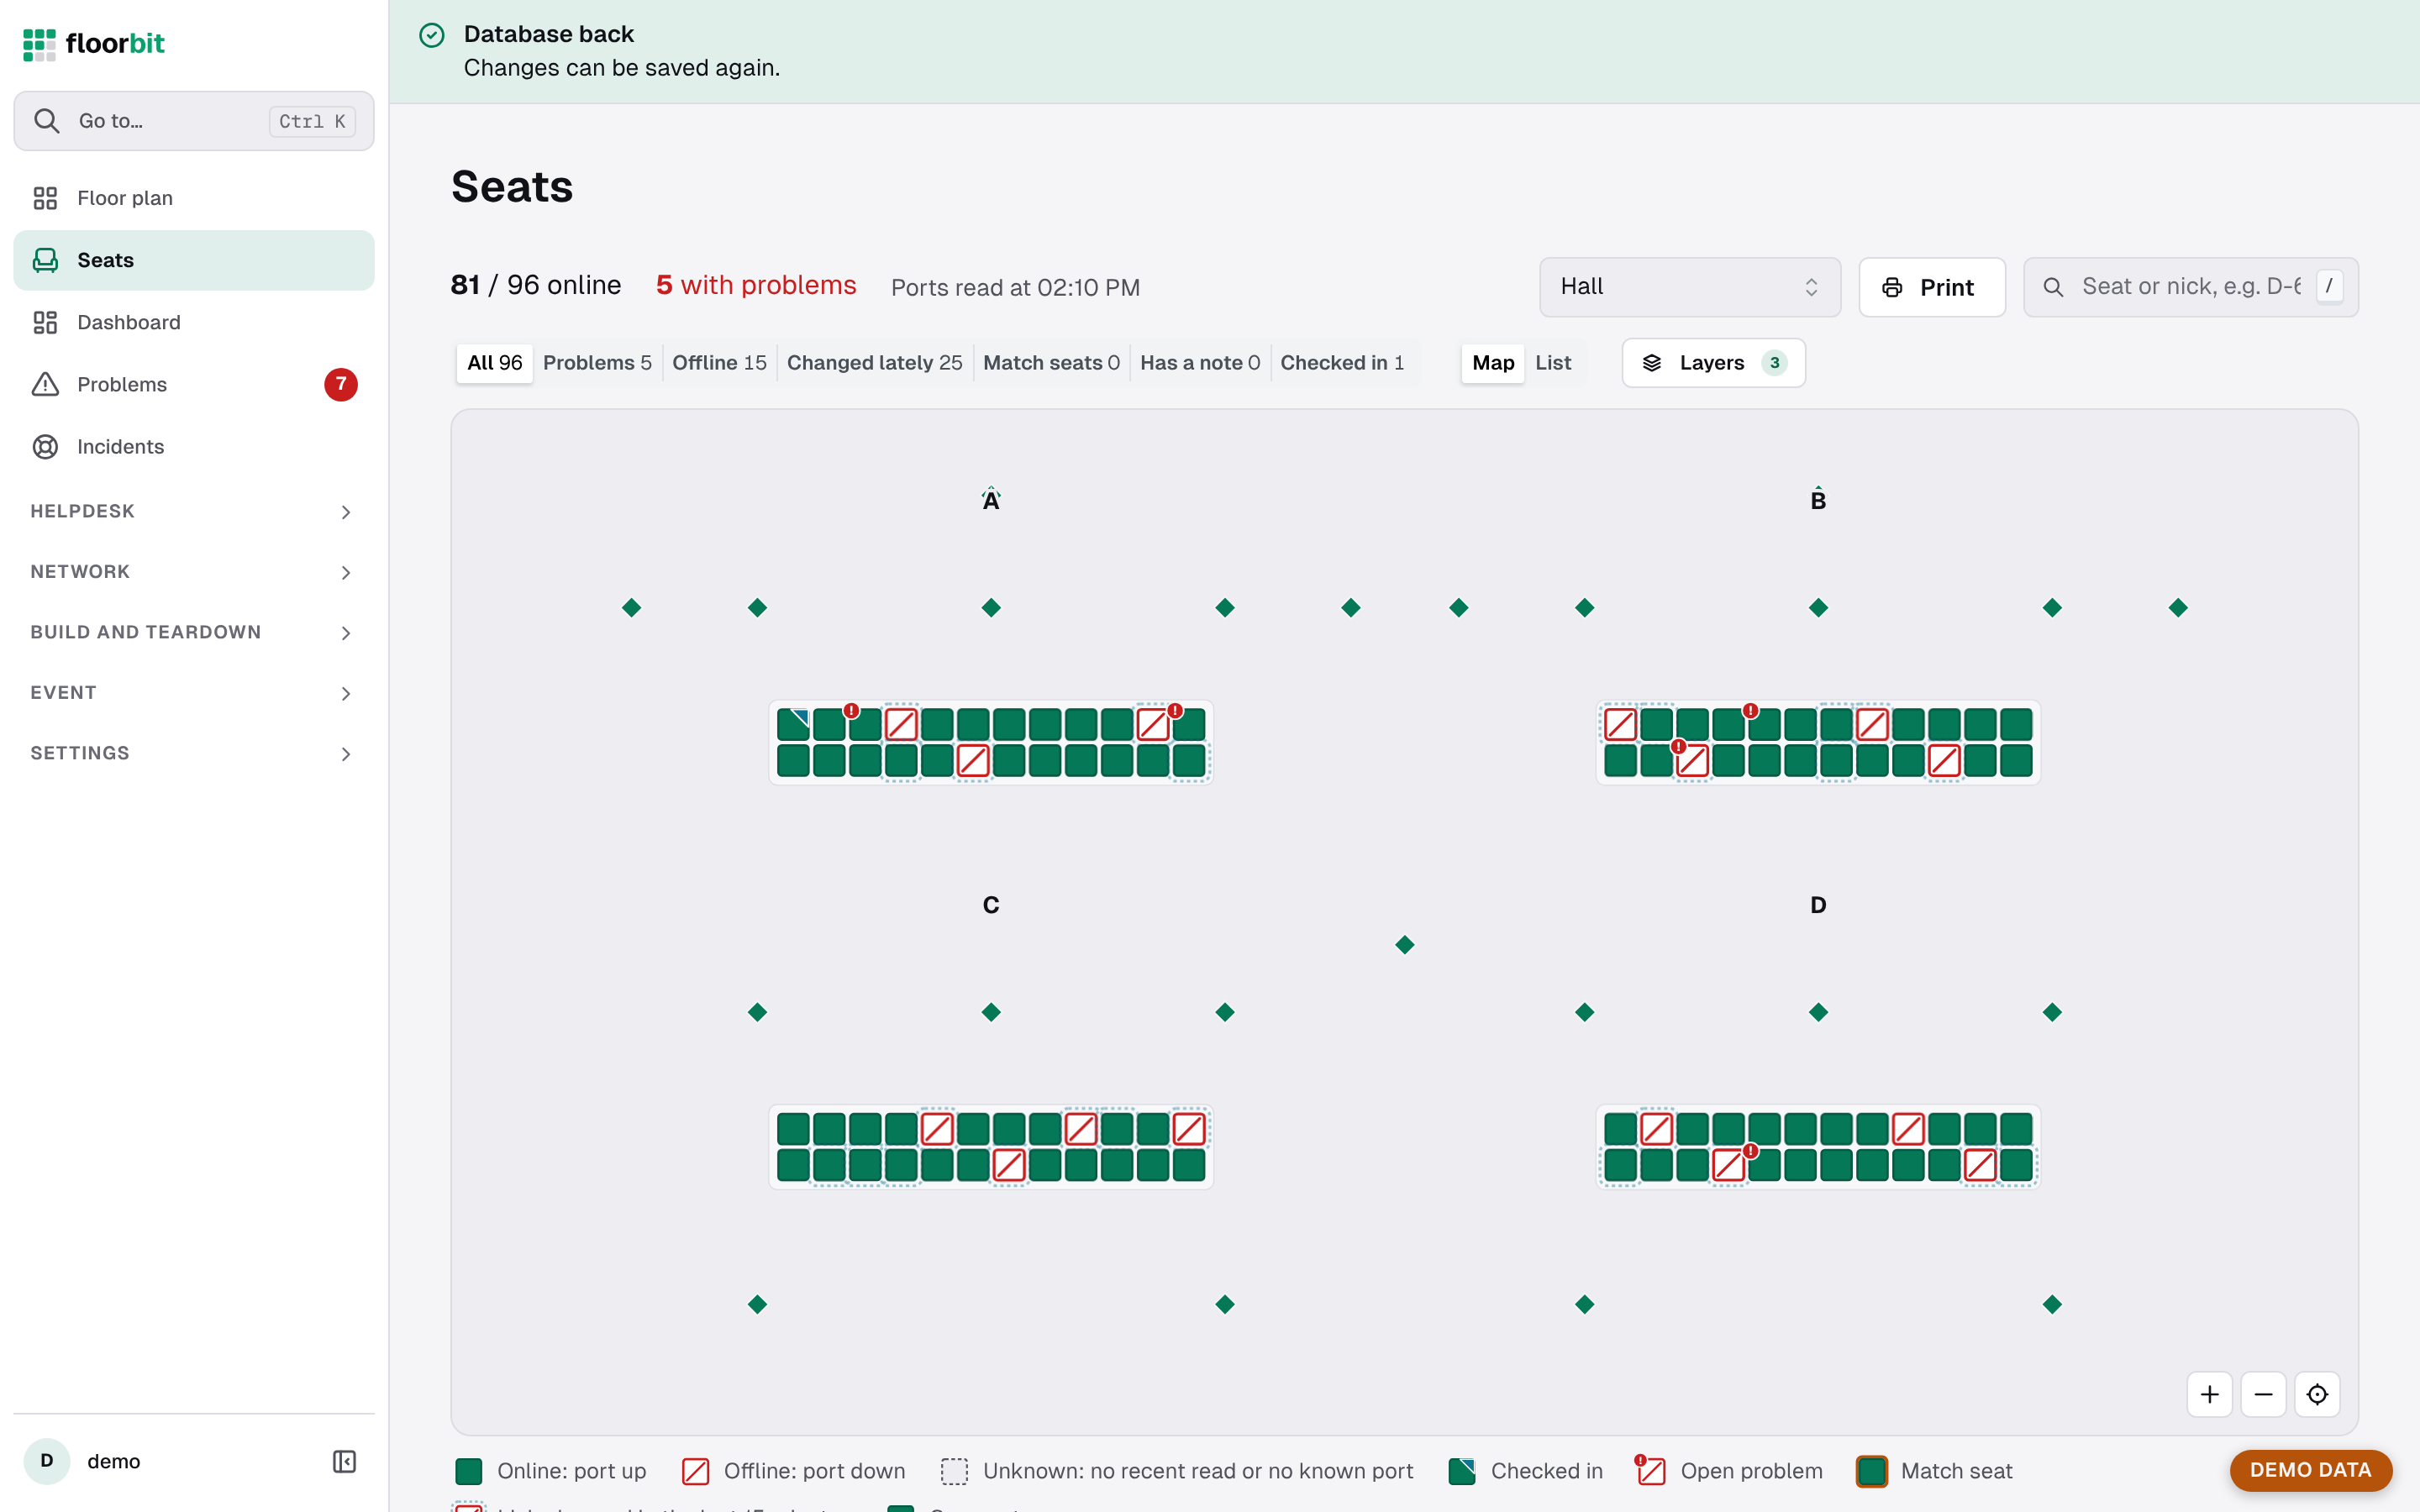 floorbit
Go to...
Ctrl K
Floor plan
Seats
Dashboard
Problems
7
Incidents
HELPDESK
NETWORK
BUILD AND TEARDOWN
EVENT
SETTINGS
D
demo
Database back
Changes can be saved again.
Seats
81 / 96 online
5 with problems
Ports read at 02:10 PM
Hall
Print
Seat or nick, e.g. D-6
/
All 96
Problems 5
Offline 15
Changed lately 25
Match seats 0
Has a note 0
Checked in 1
Map
List
Layers
3
A
B
C
D
Online: port up
Offline: port down
Unknown: no recent read or no known port
Checked in
Open problem
Match seat
DEMO DATA